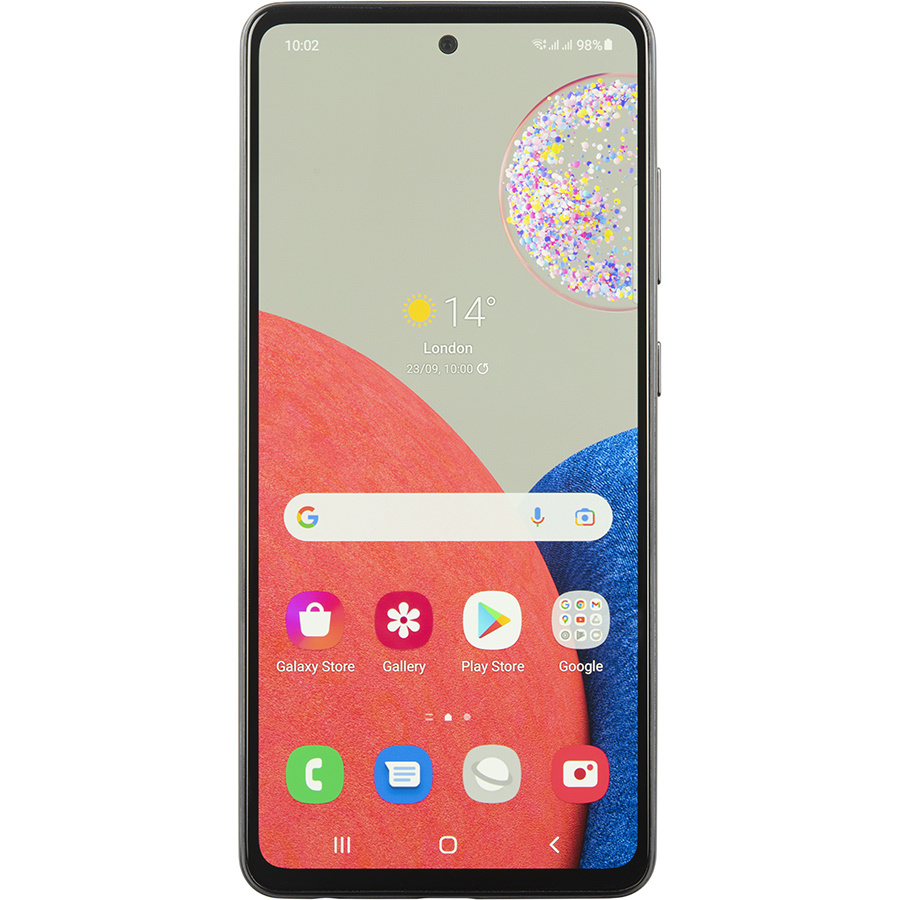 10:02
98%
14°
London
23/09, 10:00
G
Galaxy Store
Gallery
Play Store
Google